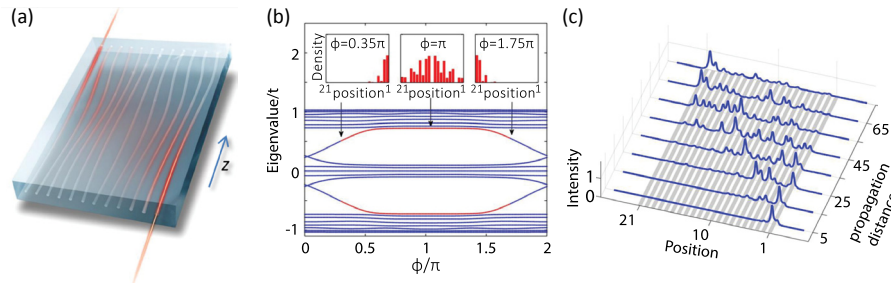 (a)
z
(b)
Eigenvalue/t
2
1
0
-1
0
0.5
1
1.5
2
ϕ/π
Density
ϕ=0.35π
ϕ=π
ϕ=1.75π
21 position 1
21 position 1
21 position 1
(c)
Intensity
1
0
21
10
1
Position
5
25
45
65
propagation
distance